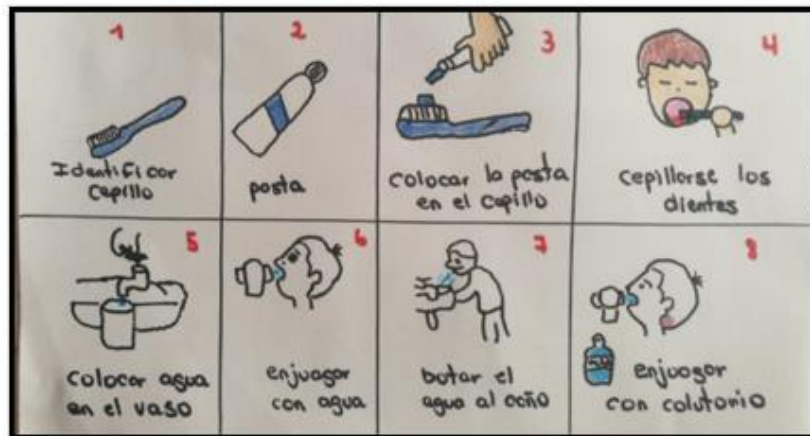 1
Identificar
cepillo
2
pasta
3
colocar la pasta
en el cepillo
4
cepillarse los
dientes
5
colocar agua
en el vaso
6
enjuagar
con agua
7
botar el
agua al caño
8
enjuagar
con colutorio